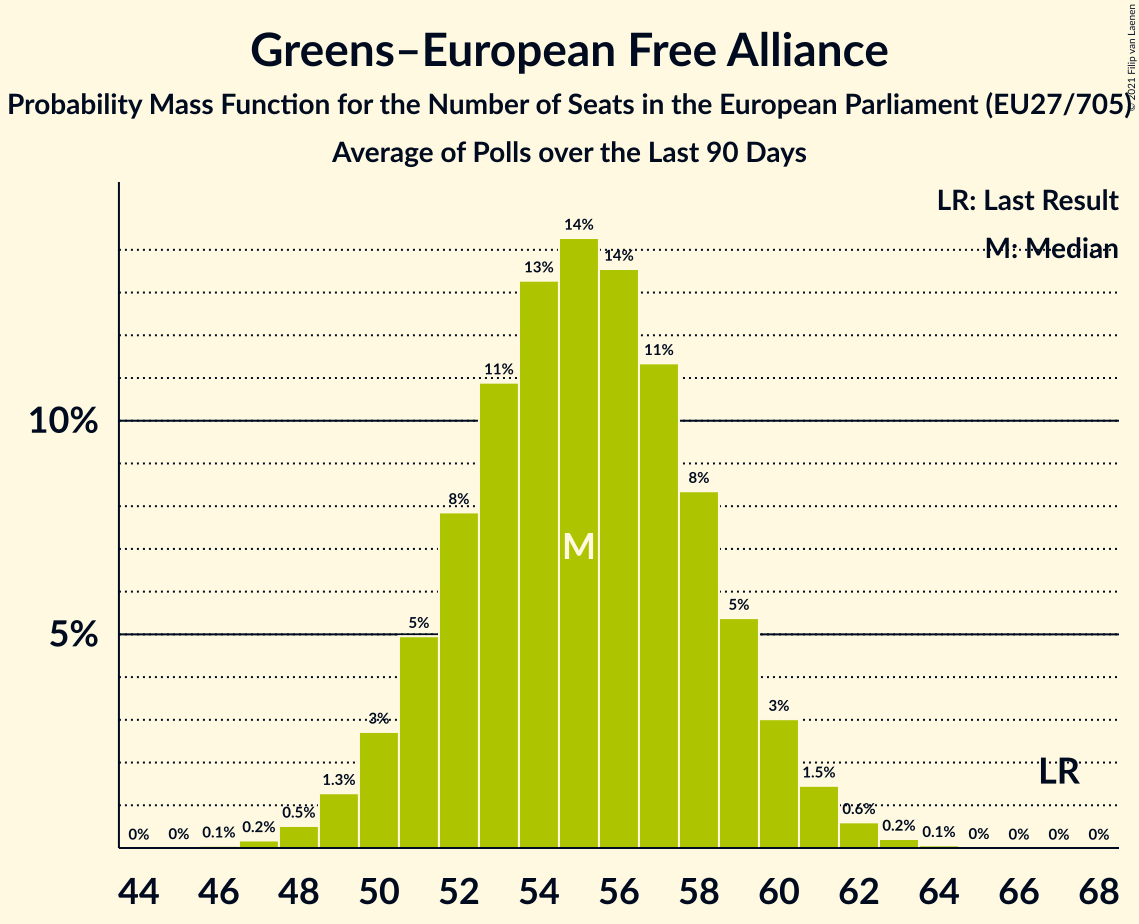 Greens–European Free Alliance
Probability Mass Function for the Number of Seats in the European Parliament (EU27/705)
Average of Polls over the Last 90 Days
© 2021 Filip van Laenen
LR: Last Result
M: Median
14%
14%
13%
11%
11%
10%
8%
8%
M
5%
5%
5%
3%
3%
LR
1.3%
1.5%
0% 0% 0.1% 0.2% 0.5% 0.6% 0.2% 0.1% 0% 0% 0% 0%
44 46 48 50 52 54 56 58 60 62 64 66 68